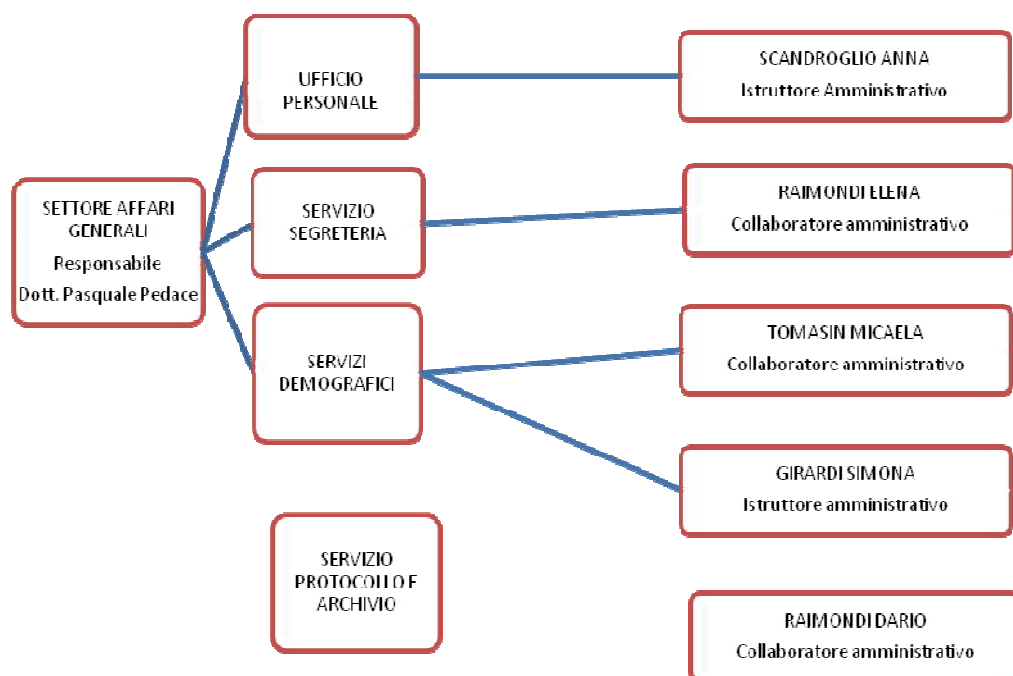 SETTORE AFFARI
GENERALI
Responsabile
Dott. Pasquale Pedace
UFFICIO
PERSONALE
SERVIZIO
SEGRETERIA
SERVIZI
DEMOGRAFICI
SERVIZIO
PROTOCOLLO E
ARCHIVIO
SCANDROGLIO ANNA
Istruttore Amministrativo
RAIMONDI ELENA
Collaboratore amministrativo
TOMASIN MICAELA
Collaboratore amministrativo
GIRARDI SIMONA
Istruttore amministrativo
RAIMONDI DARIO
Collaboratore amministrativo